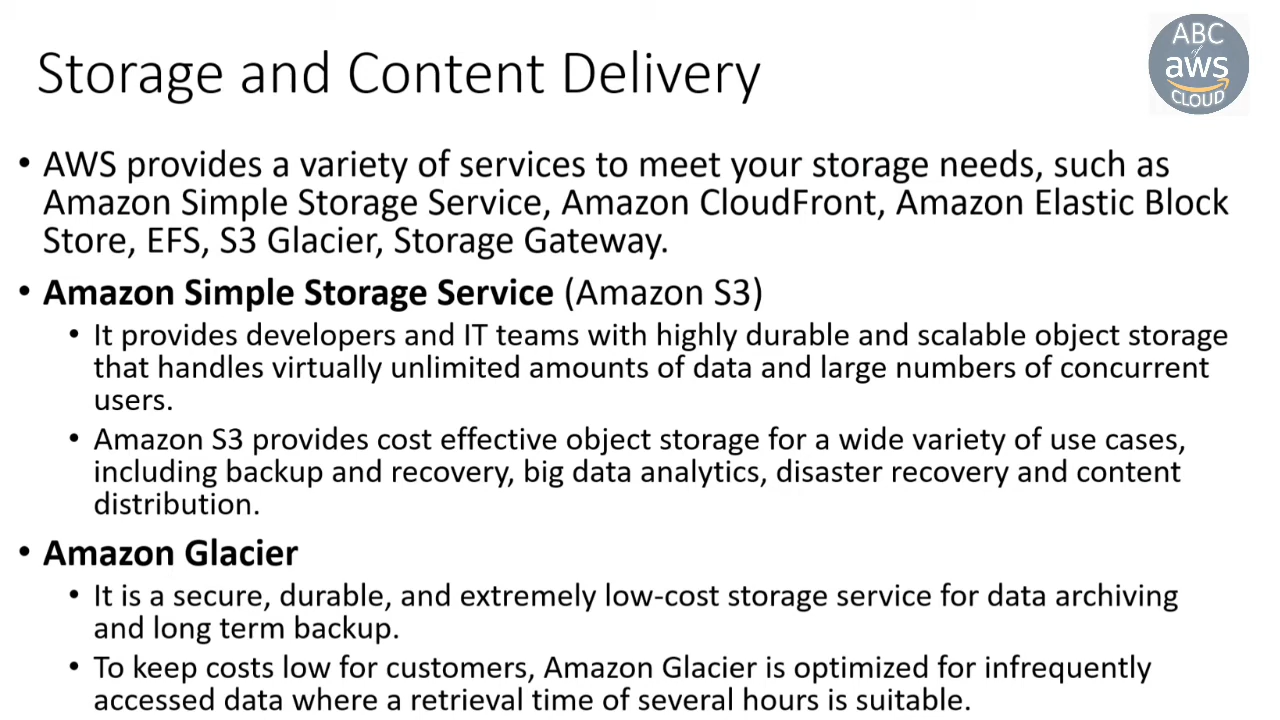 Storage and Content Delivery
ABC
of
aws
CLOUD
• AWS provides a variety of services to meet your storage needs, such as
Amazon Simple Storage Service, Amazon CloudFront, Amazon Elastic Block
Store, EFS, S3 Glacier, Storage Gateway.
• Amazon Simple Storage Service (Amazon S3)
• It provides developers and IT teams with highly durable and scalable object storage
that handles virtually unlimited amounts of data and large numbers of concurrent
users.
• Amazon S3 provides cost effective object storage for a wide variety of use cases,
including backup and recovery, big data analytics, disaster recovery and content
distribution.
• Amazon Glacier
• It is a secure, durable, and extremely low-cost storage service for data archiving
and long term backup.
• To keep costs low for customers, Amazon Glacier is optimized for infrequently
accessed data where a retrieval time of several hours is suitable.